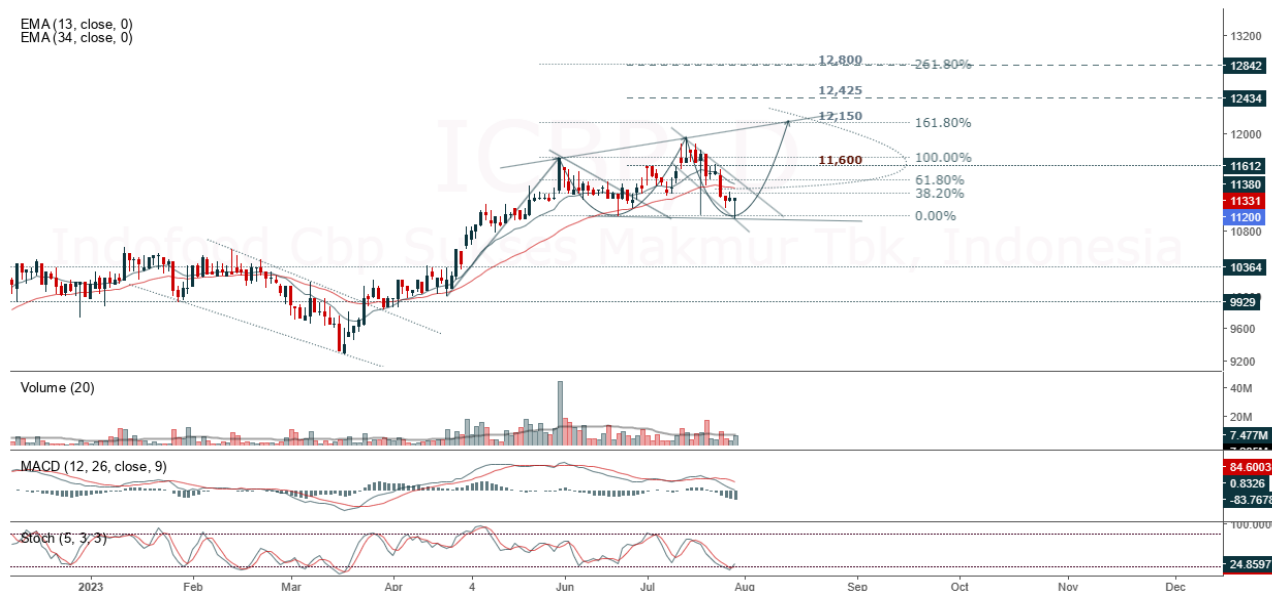 EMA (13, close, 0)
EMA (34, close, 0)
13200
12,800
261.80%
12842
12,425
12434
12,150
161.80%
12000
ICBP
11,600
100.00%
11612
61.80%
11380
38.20%
11331
0.00%
11200
10800
Indofood Cbp Sukses Makmur Tbk Indonesia
10364
9929
9600
9200
Volume (20)
40M
20M
7.477M
MACD (12, 26, close, 9)
84.6003
0.8326
-83.7678
100.0000
Stoch (5, 3, 3)
24.8597
2023 Feb Mar Apr 4 Jun Jul Aug Sep Oct Nov Dec